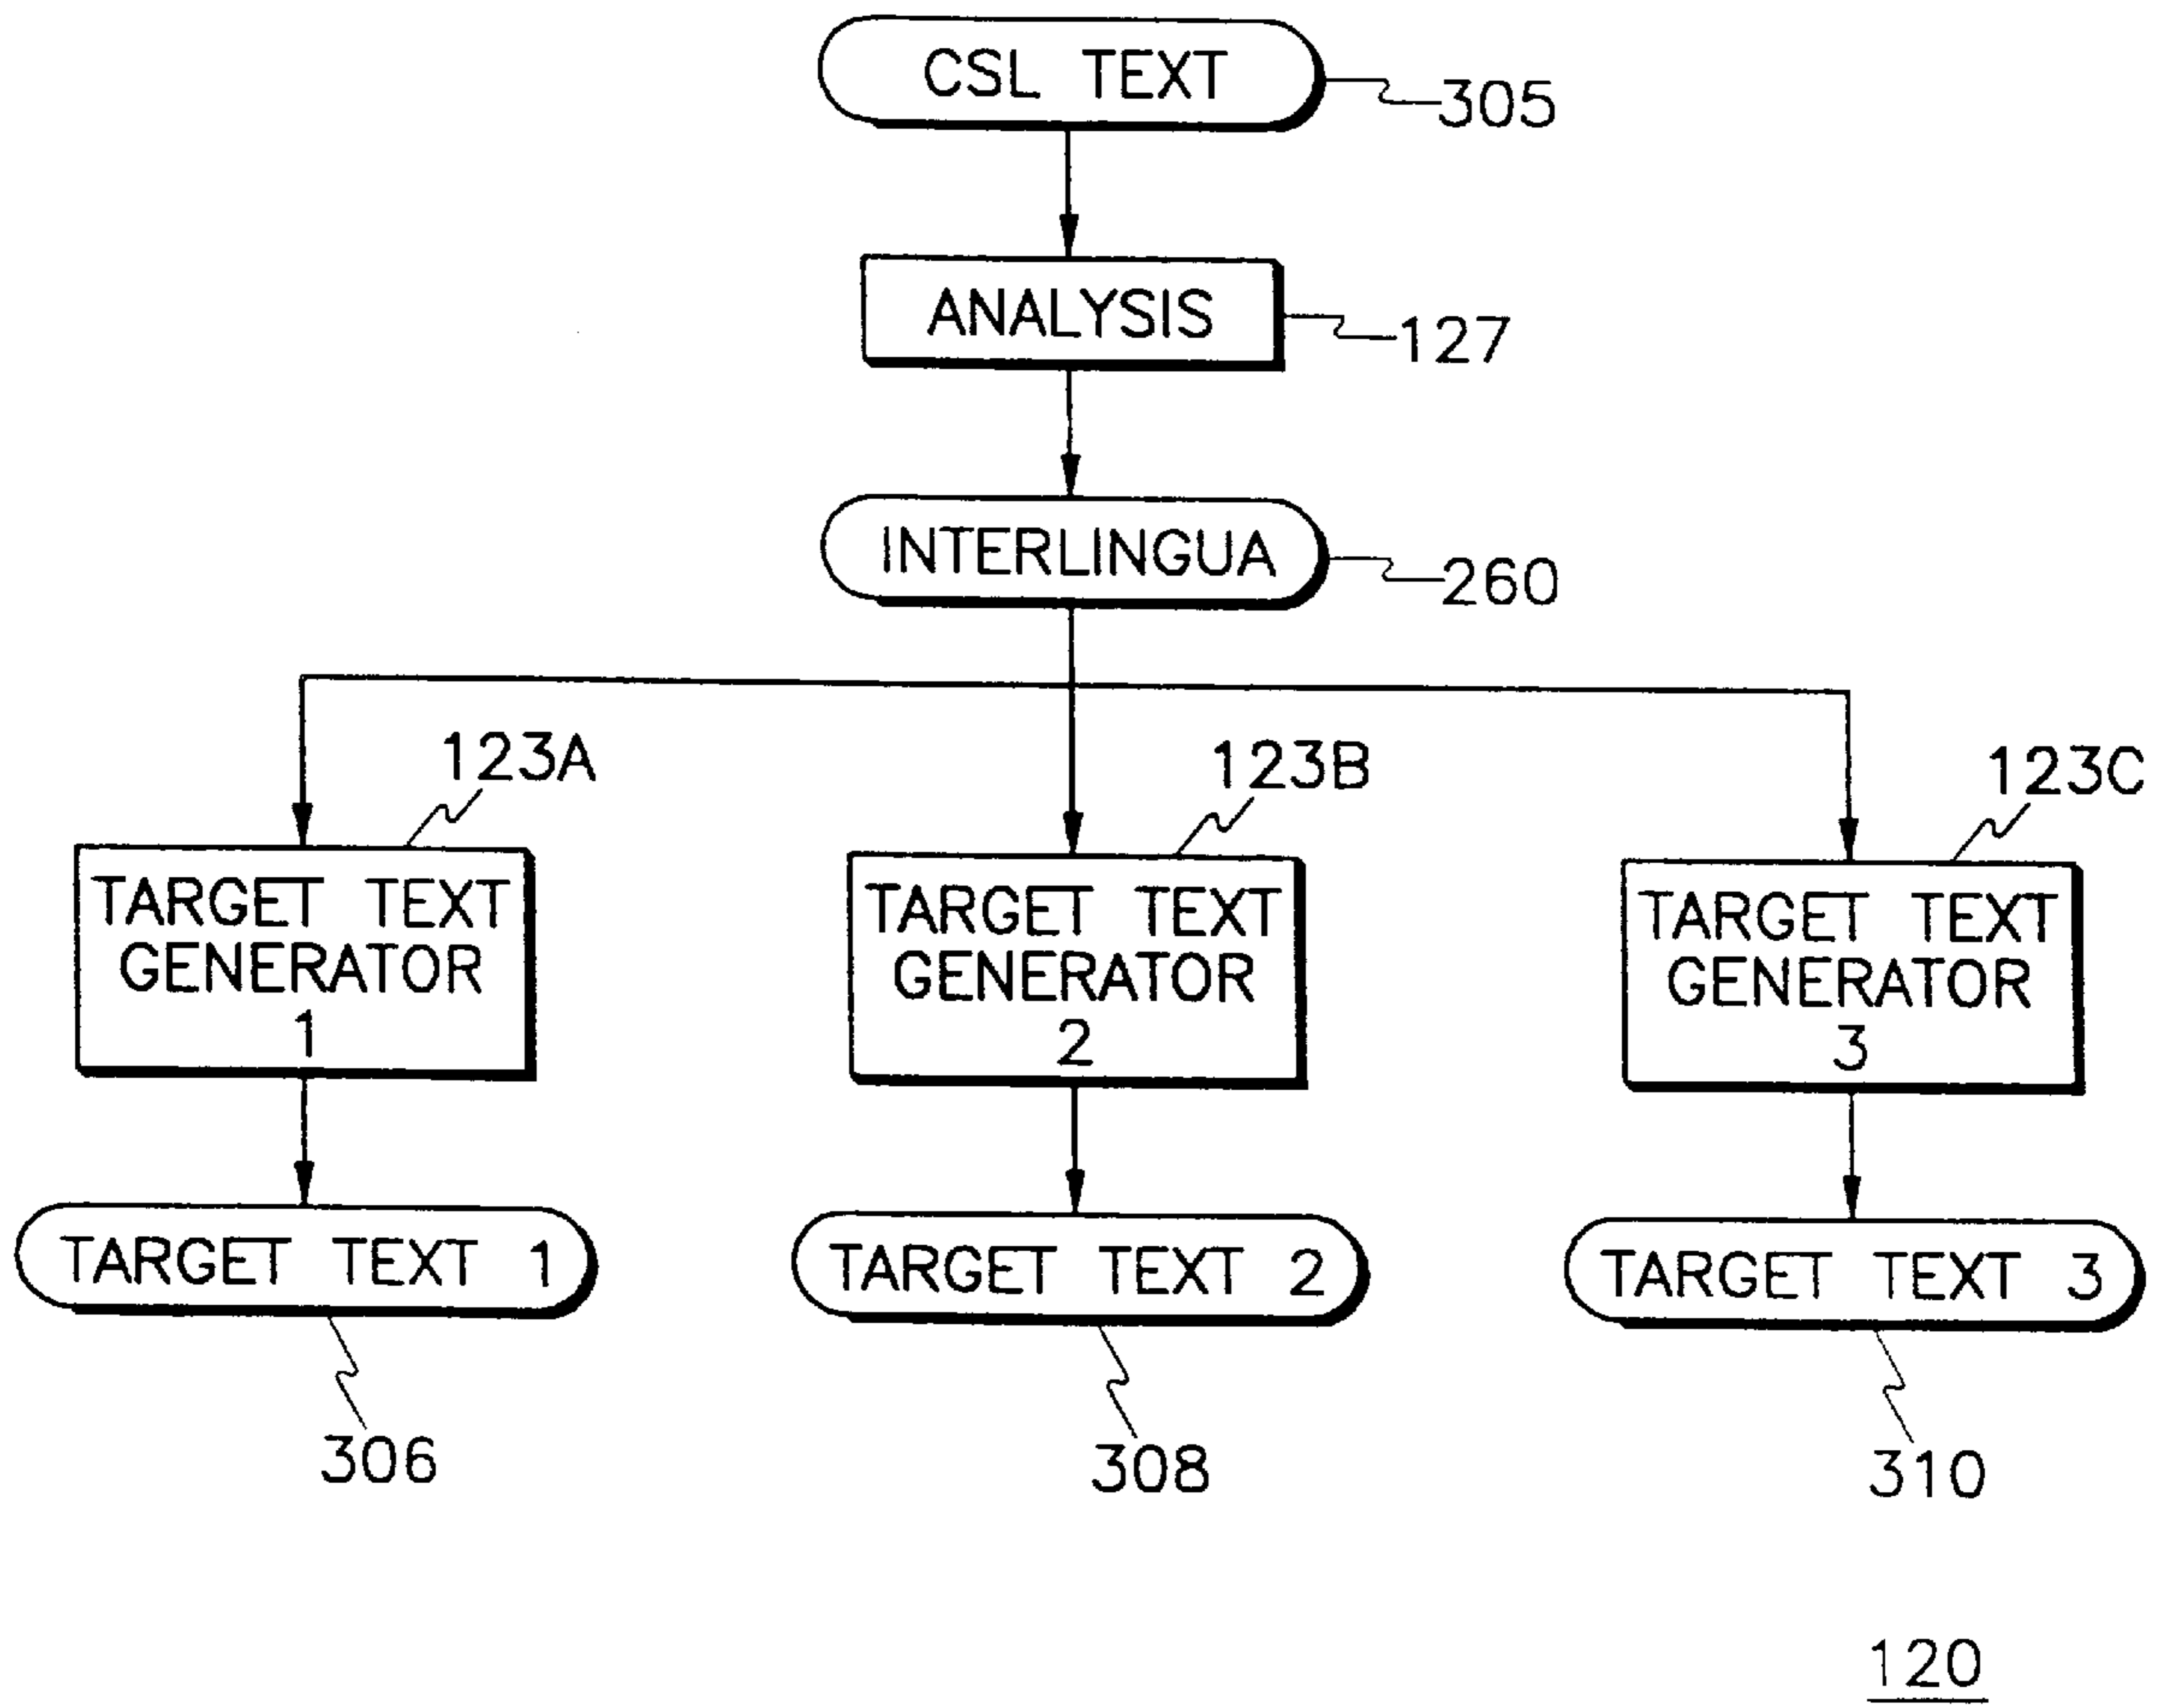 CSL TEXT
305
ANALYSIS
127
INTERLINGUA
260
123A
123B
123C
TARGET TEXT
GENERATOR
1
TARGET TEXT
GENERATOR
2
TARGET TEXT
GENERATOR
3
TARGET TEXT 1
TARGET TEXT 2
TARGET TEXT 3
306
308
310
120